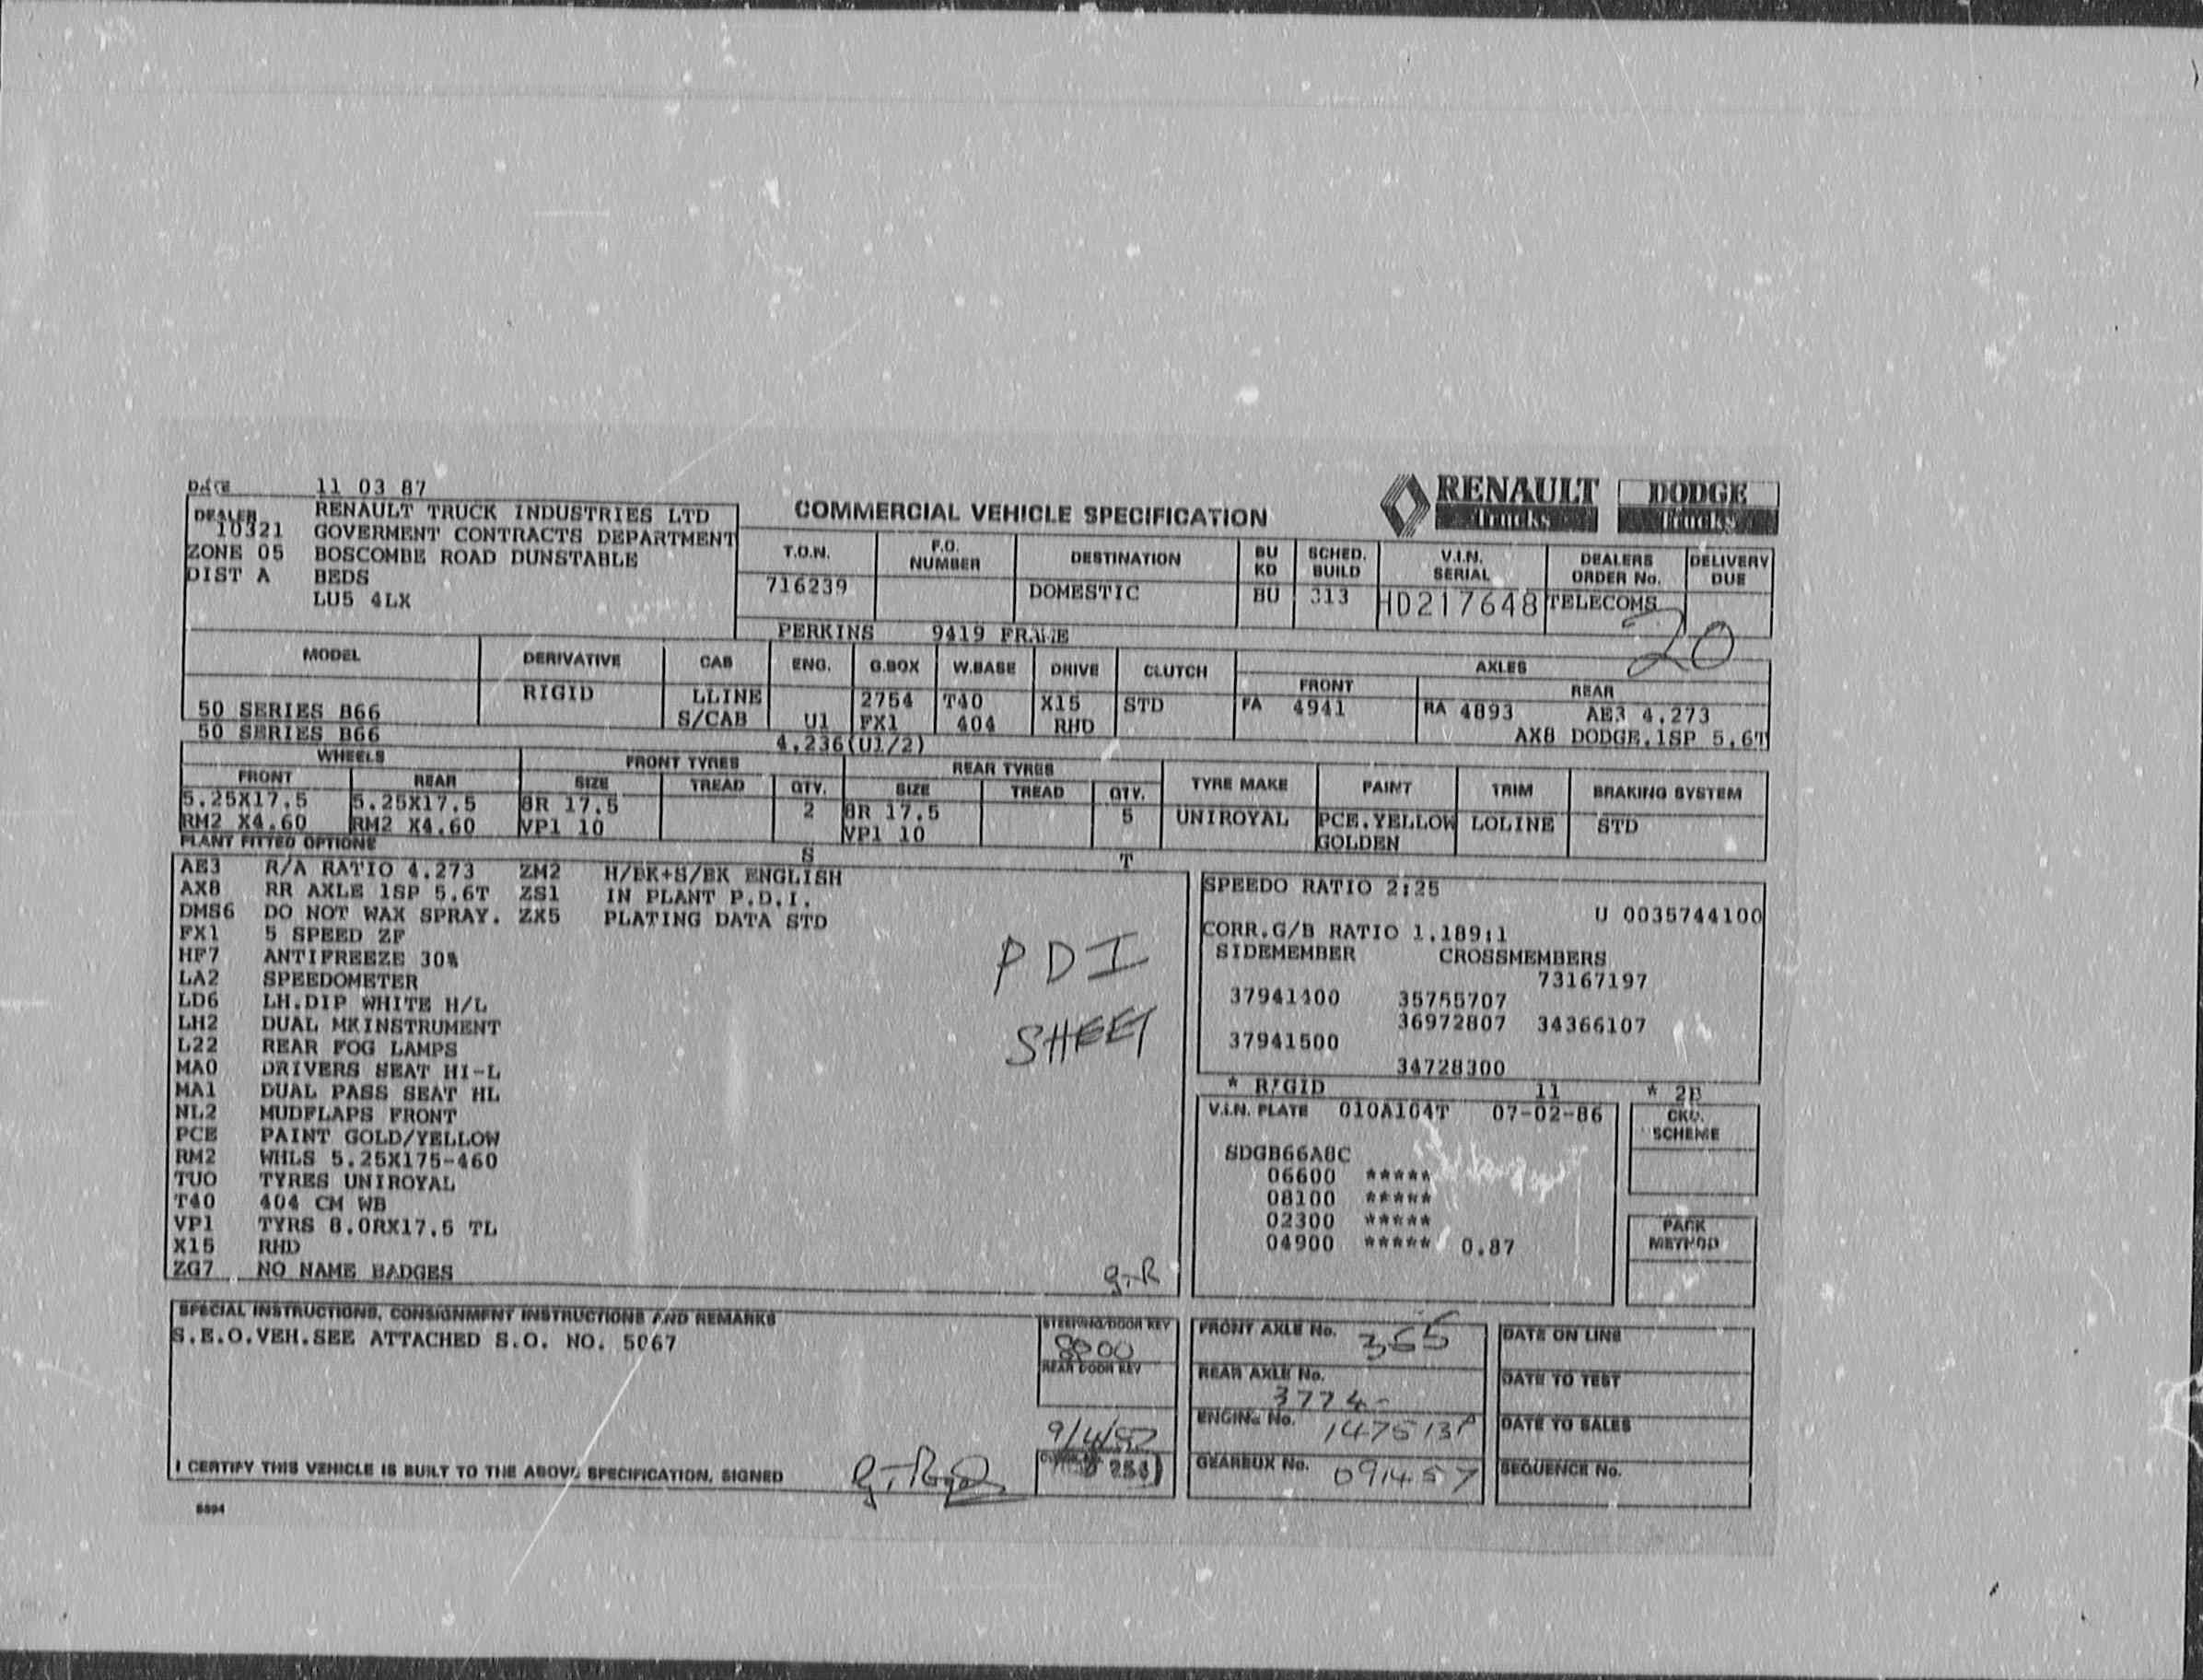 DATE 11 03 87
RENAULT Trucks DODGE Trucks
DEALER RENAULT TRUCK INDUSTRIES LTD
10321 GOVERMENT CONTRACTS DEPARTMENT
ZONE 05 BOSCOMBE ROAD DUNSTABLE
DIST A BEDS
LU5 4LX
COMMERCIAL VEHICLE SPECIFICATION
T.O.N. F.O. NUMBER DESTINATION BU KD SCHED. BUILD V.I.N. SERIAL DEALERS ORDER No. DELIVERY DUE
716239 DOMESTIC BU 313 HD217648 TELECOMS
20
PERKINS 9419 FRAME
MODEL DERIVATIVE CAB ENG. G.BOX W.BASE DRIVE CLUTCH AXLES
FRONT REAR
RIGID LLINE 2754 T40 X15 STD FA 4941 RA 4893 AE3 4.273
50 SERIES B66 S/CAB U1 FX1 404 RHD AX8 DODGE.1SP 5.6T
50 SERIES B66 4.236(U1/2)
WHEELS FRONT TYRES REAR TYRES
FRONT REAR SIZE TREAD QTY. SIZE TREAD QTY. TYRE MAKE PAINT TRIM BRAKING SYSTEM
5.25X17.5 5.25X17.5 8R 17.5 2 8R 17.5 5 UNIROYAL PCE.YELLOW LOLINE STD
RM2 X4.60 RM2 X4.60 VP1 10 VP1 10 GOLDEN
PLANT FITTED OPTIONS S T
AE3 R/A RATIO 4.273 ZM2 H/BK+S/BK ENGLISH
AX8 RR AXLE 1SP 5.6T ZS1 IN PLANT P.D.I.
DMS6 DO NOT WAX SPRAY. ZX5 PLATING DATA STD
FX1 5 SPEED ZF
HF7 ANTIFREEZE 30%
LA2 SPEEDOMETER
LD6 LH.DIP WHITE H/L
LH2 DUAL MKINSTRUMENT
L22 REAR FOG LAMPS
MA0 DRIVERS SEAT HI-L
MA1 DUAL PASS SEAT HL
NL2 MUDFLAPS FRONT
PCE PAINT GOLD/YELLOW
RM2 WHLS 5.25X175-460
TUO TYRES UNIROYAL
T40 404 CM WB
VP1 TYRS 8.0RX17.5 TL
X15 RHD
ZG7 NO NAME BADGES
PDI
SHEET
g.R
SPEEDO RATIO 2:25
U 0035744100
CORR.G/B RATIO 1.189:1
SIDEMEMBER CROSSMEMBERS
73167197
37941400 35755707
36972807 34366107
37941500
34728300
* RIGID 11 * 2B
V.I.N. PLATE 010A104T 07-02-86
SDGB66A8C
06600 *****
08100 *****
02300 *****
04900 ***** 0.87
CKD. SCHEME
PACK METHOD
SPECIAL INSTRUCTIONS, CONSIGNMENT INSTRUCTIONS AND REMARKS
S.E.O.VEH.SEE ATTACHED S.O. NO. 5067
STEERING/DOOR KEY
8900
REAR DOOR KEY
9/4/87
D 254
I CERTIFY THIS VEHICLE IS BUILT TO THE ABOVE SPECIFICATION, SIGNED
FRONT AXLE No. 355
REAR AXLE No. 3774-
ENGINE No. 147513P
GEARBUX No. 091457
DATE ON LINE
DATE TO TEST
DATE TO SALES
SEQUENCE No.